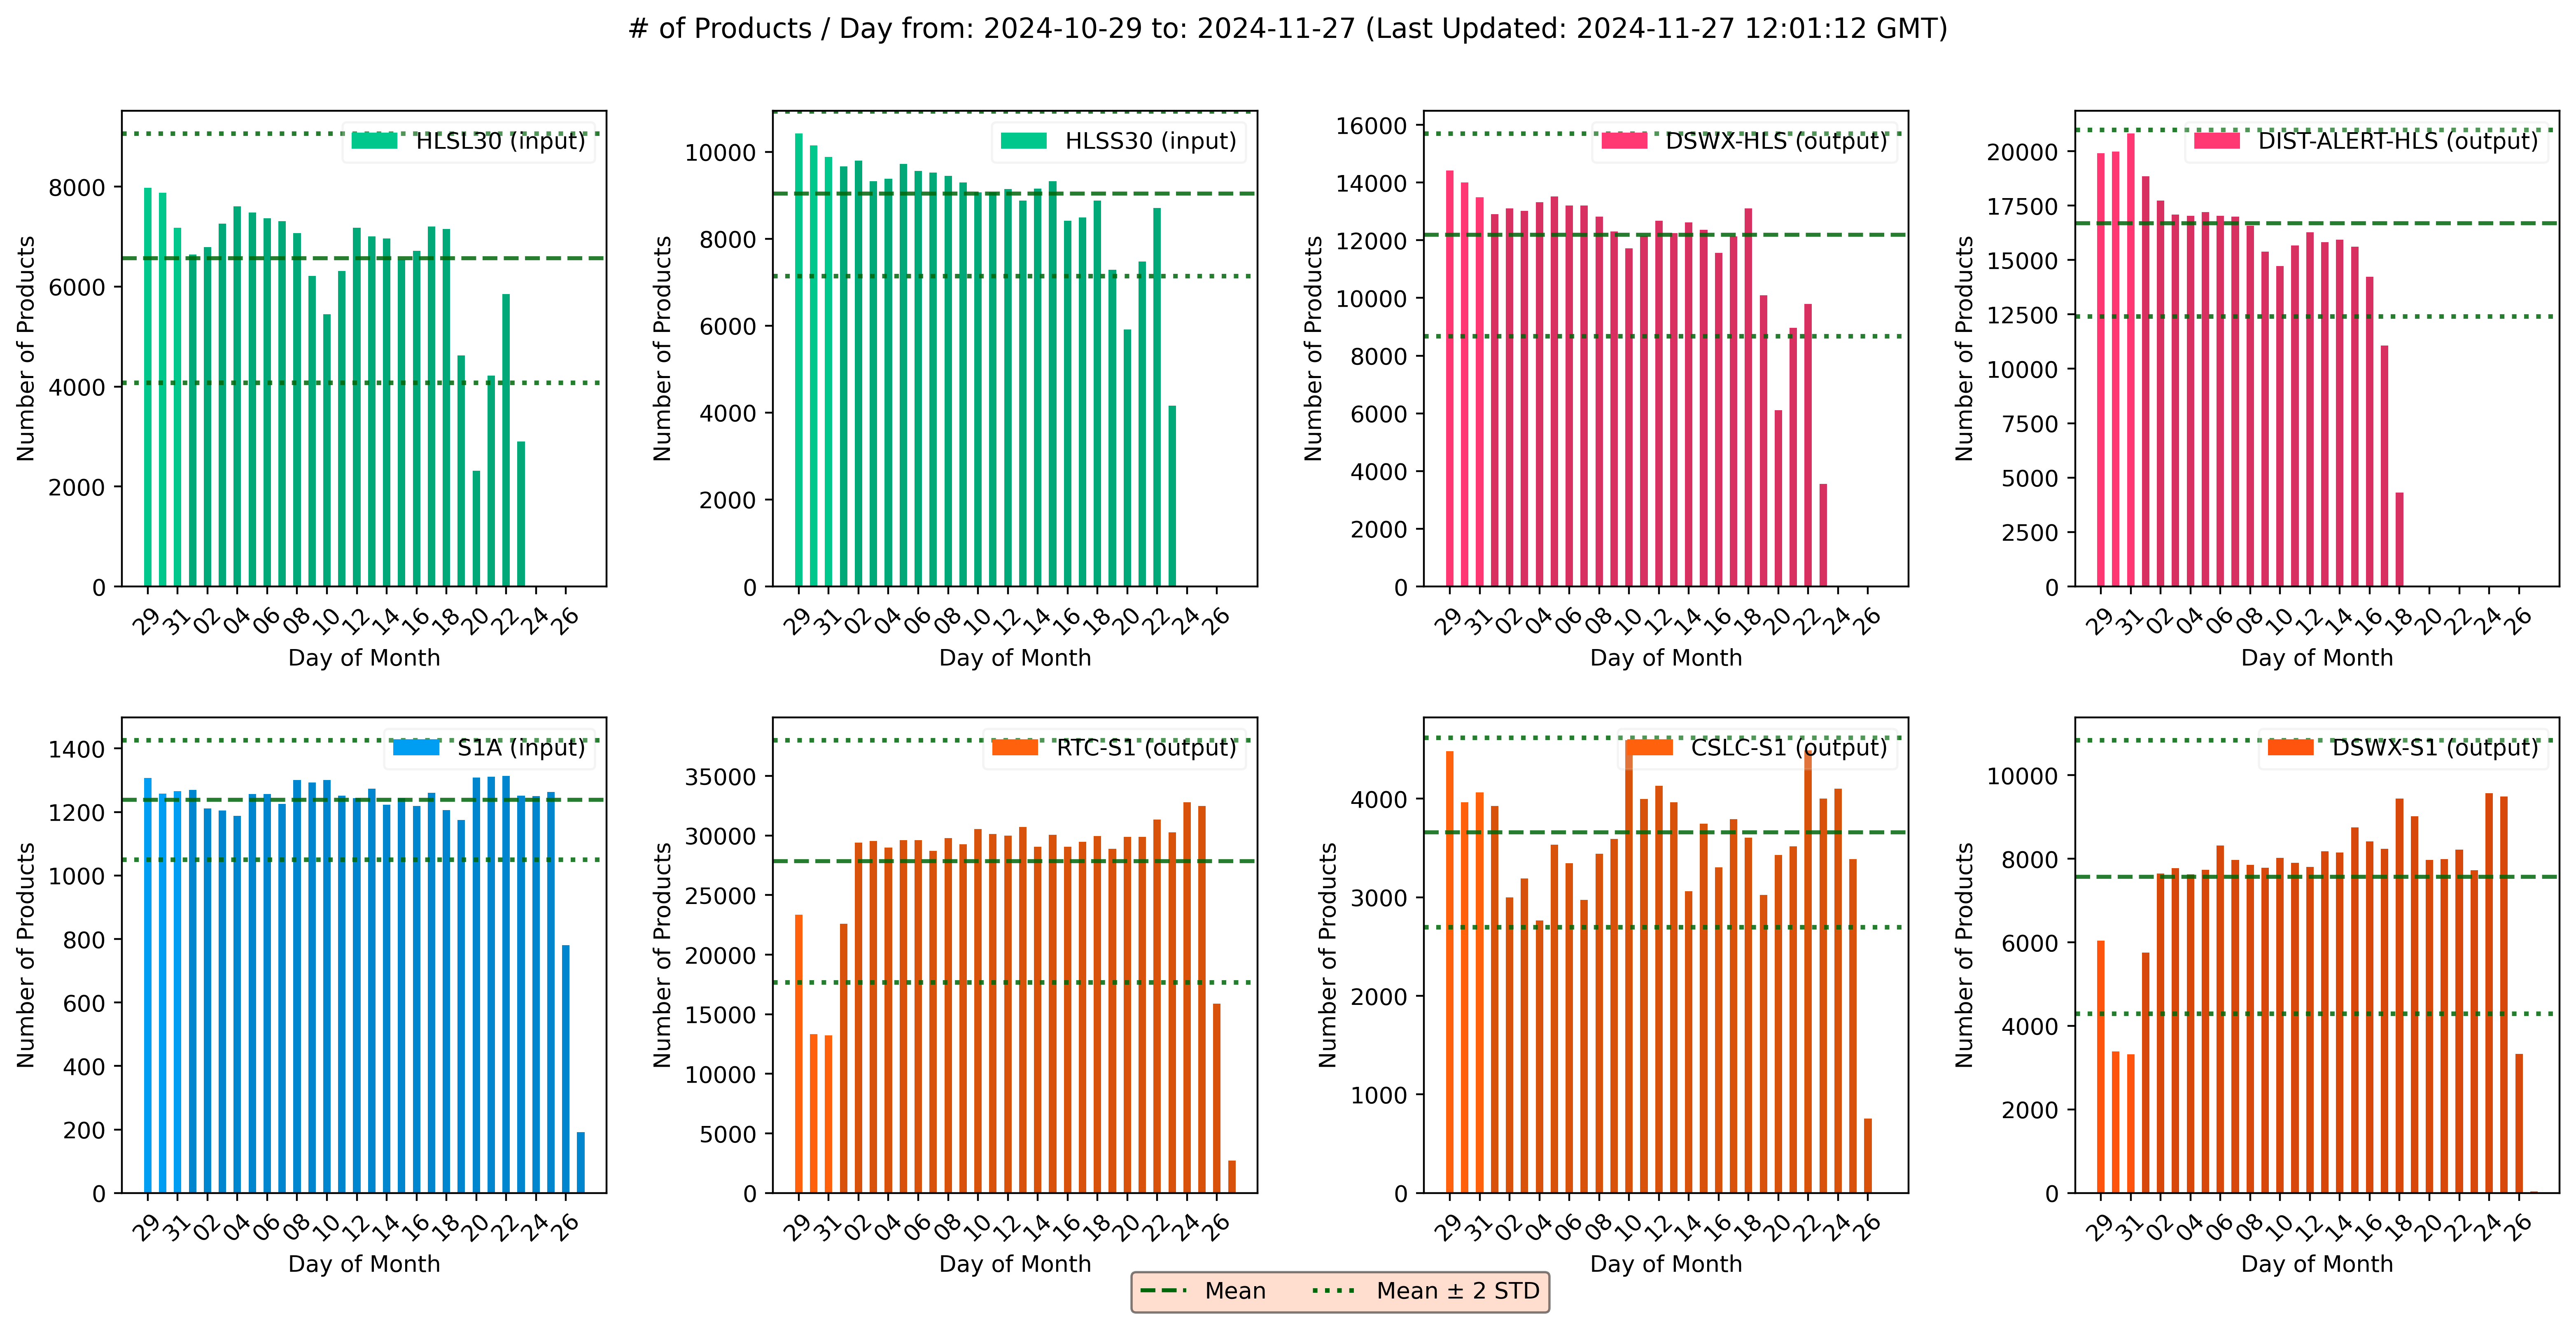 # of Products / Day from: 2024-10-29 to: 2024-11-27 (Last Updated: 2024-11-27 12:01:12 GMT)
HLSL30 (input)
Number of Products
8000
6000
4000
2000
0
29 31 02 04 06 08 10 12 14 16 18 20 22 24 26
Day of Month
HLSS30 (input)
Number of Products
10000
8000
6000
4000
2000
0
29 31 02 04 06 08 10 12 14 16 18 20 22 24 26
Day of Month
DSWX-HLS (output)
Number of Products
16000
14000
12000
10000
8000
6000
4000
2000
0
29 31 02 04 06 08 10 12 14 16 18 20 22 24 26
Day of Month
DIST-ALERT-HLS (output)
Number of Products
20000
17500
15000
12500
10000
7500
5000
2500
0
29 31 02 04 06 08 10 12 14 16 18 20 22 24 26
Day of Month
S1A (input)
Number of Products
1400
1200
1000
800
600
400
200
0
29 31 02 04 06 08 10 12 14 16 18 20 22 24 26
Day of Month
RTC-S1 (output)
Number of Products
35000
30000
25000
20000
15000
10000
5000
0
29 31 02 04 06 08 10 12 14 16 18 20 22 24 26
Day of Month
CSLC-S1 (output)
Number of Products
4000
3000
2000
1000
0
29 31 02 04 06 08 10 12 14 16 18 20 22 24 26
Day of Month
DSWX-S1 (output)
Number of Products
10000
8000
6000
4000
2000
0
29 31 02 04 06 08 10 12 14 16 18 20 22 24 26
Day of Month
Mean
Mean ± 2 STD